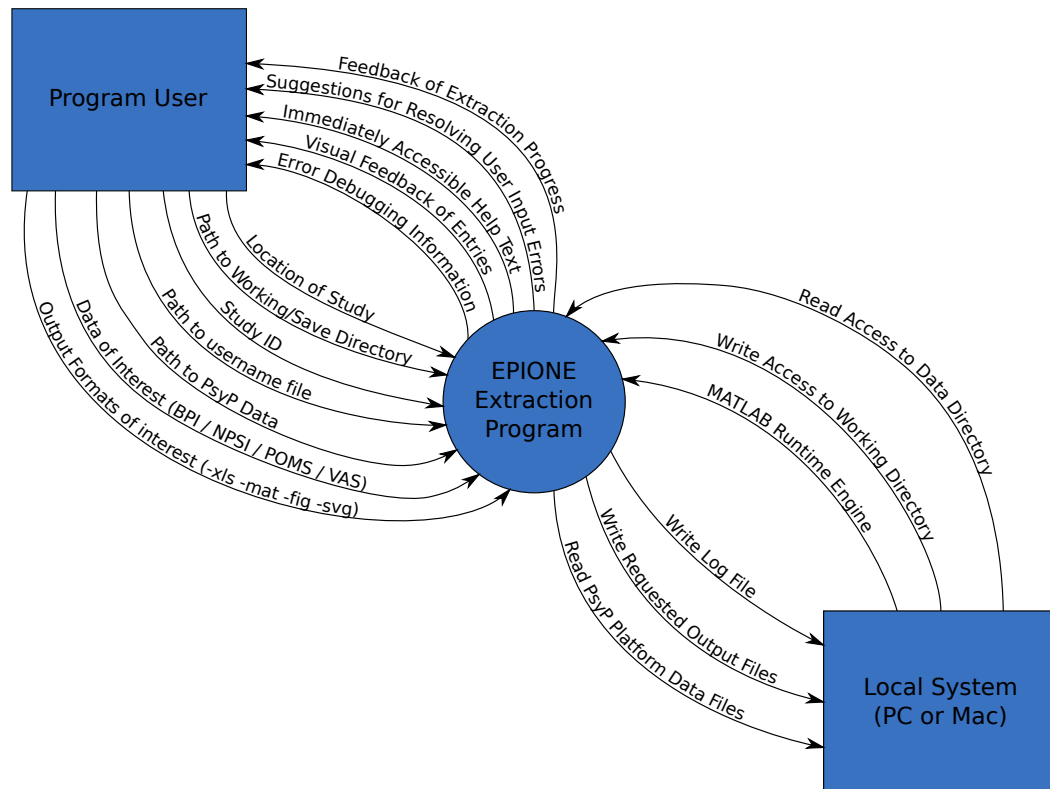 Program User
Feedback of Extraction Progress
Suggestions for Resolving User Input Errors
Immediately Accessible Help Text
Visual Feedback of Entries
Error Debugging Information
Location of Study
Path to Working/Save Directory
Study ID
Path to username file
Path to PsyP Data
Data of Interest (BPI / NPSI / POMS / VAS)
Output Formats of interest (-xls -mat -fig -svg)
EPIONE
Extraction
Program
Read Access to Data Directory
Write Access to Working Directory
MATLAB Runtime Engine
Write Log File
Write Requested Output Files
Read PsyP Platform Data Files
Local System
(PC or Mac)